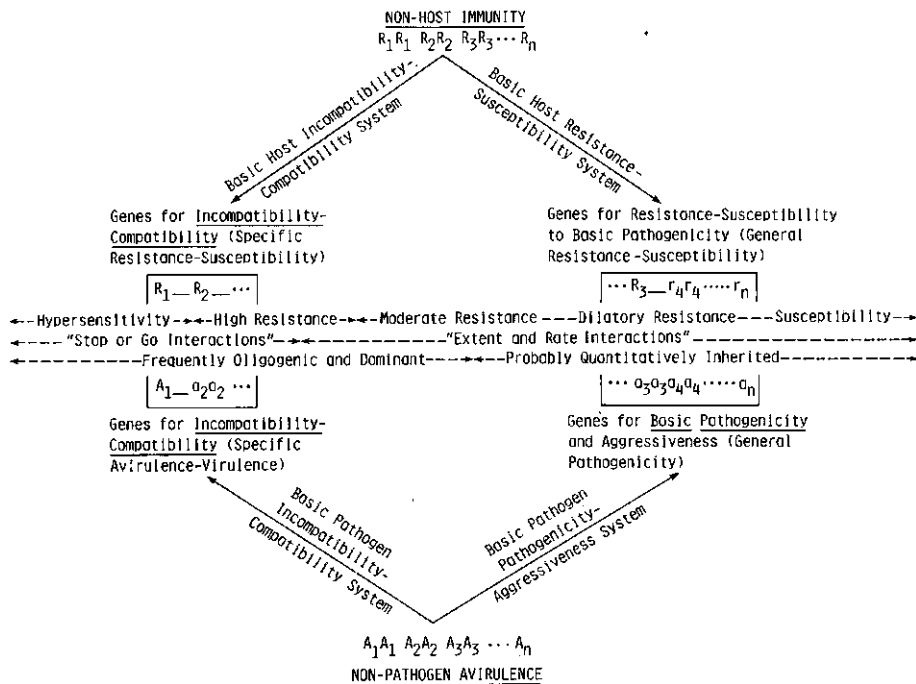 NON-HOST IMMUNITY
R1R1 R2R2 R3R3··· Rn
Basic Host Incompatibility-
Compatibility System
Basic Host Resistance-
Susceptibility System
Genes for Incompatibility-
Compatibility (Specific
Resistance-Susceptibility)
Genes for Resistance-Susceptibility
to Basic Pathogenicity (General
Resistance-Susceptibility)
R1_ R2_ ···
··· R3_ r4r4 ····· rn
Hypersensitivity High Resistance Moderate Resistance Dilatory Resistance Susceptibility
"Stop or Go Interactions" "Extent and Rate Interactions"
Frequently Oligogenic and Dominant Probably Quantitatively Inherited
A1_ a2a2 ···
··· a3a3a4a4 ····· an
Genes for Incompatibility-
Compatibility (Specific
Avirulence-Virulence)
Genes for Basic Pathogenicity
and Aggressiveness (General
Pathogenicity)
Basic Pathogen
Incompatibility-
Compatibility System
Basic Pathogen
Pathogenicity-
Aggressiveness System
A1A1 A2A2 A3A3 ··· An
NON-PATHOGEN AVIRULENCE